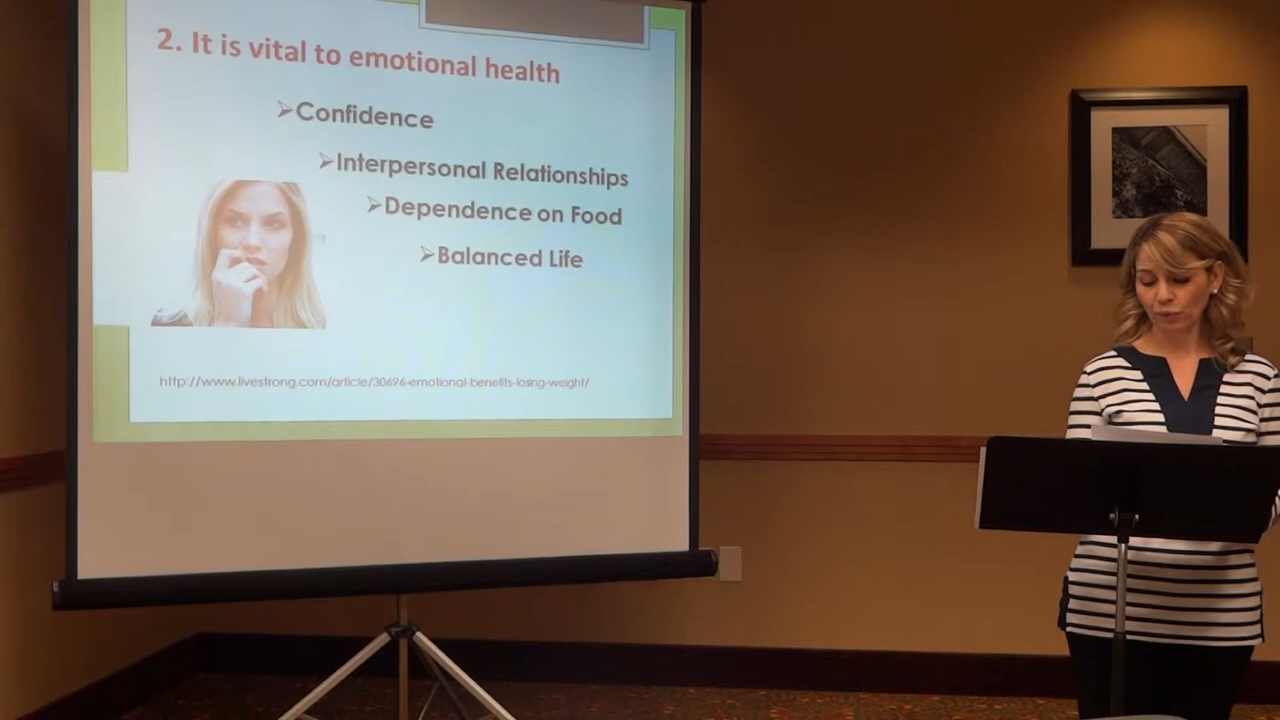 2. It is vital to emotional health
➢Confidence
➢Interpersonal Relationships
➢Dependence on Food
➢Balanced Life
http://www.livestrong.com/article/30696-emotional-benefits-losing-weight/